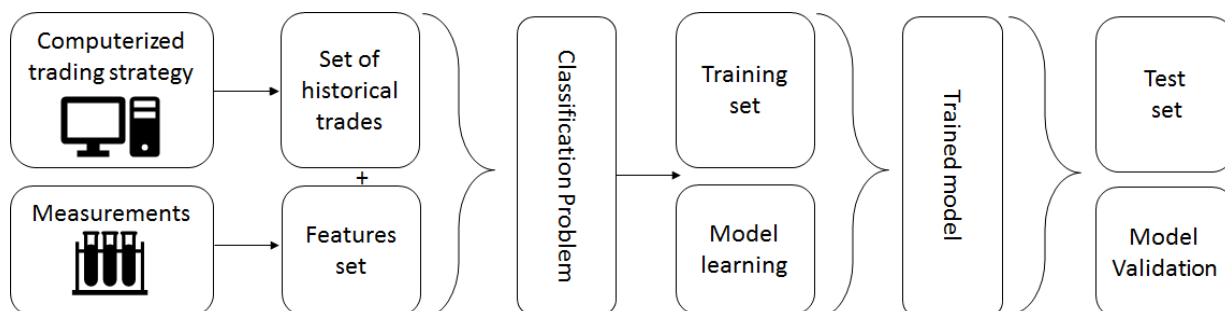 Computerized
trading strategy
Set of
historical
trades
+
Measurements
Features
set
Classification Problem
Training
set
Model
learning
Trained model
Test
set
Model
Validation